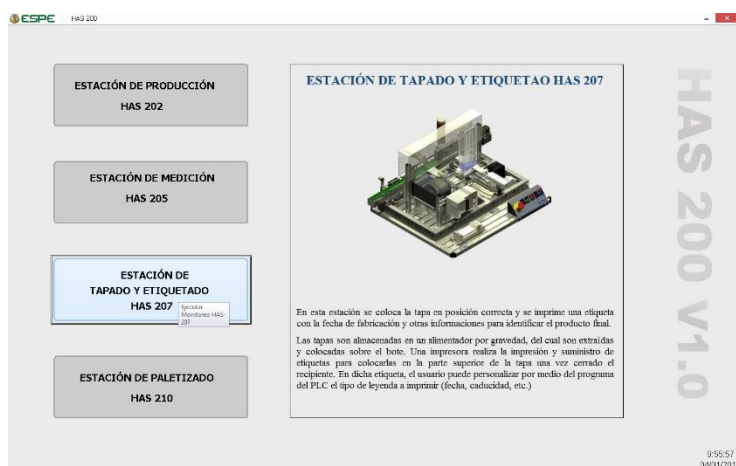 ESPE HAS 200
ESTACIÓN DE PRODUCCIÓN
HAS 202
ESTACIÓN DE MEDICIÓN
HAS 205
ESTACIÓN DE
TAPADO Y ETIQUETADO
HAS 207
Ejecutar
Monitoreo HAS-
207
ESTACIÓN DE PALETIZADO
HAS 210
ESTACIÓN DE TAPADO Y ETIQUETAO HAS 207
En esta estación se coloca la tapa en posición correcta y se imprime una etiqueta
con la fecha de fabricación y otras informaciones para identificar el producto final.
Las tapas son almacenadas en un alimentador por gravedad, del cual son extraídas
y colocadas sobre el bote. Una impresora realiza la impresión y suministro de
etiquetas para colocarlas en la parte superior de la tapa una vez cerrado el
recipiente. En dicha etiqueta, el usuario puede personalizar por medio del programa
del PLC el tipo de leyenda a imprimir (fecha, caducidad, etc.)
HAS 200 V1.0
9:55:57